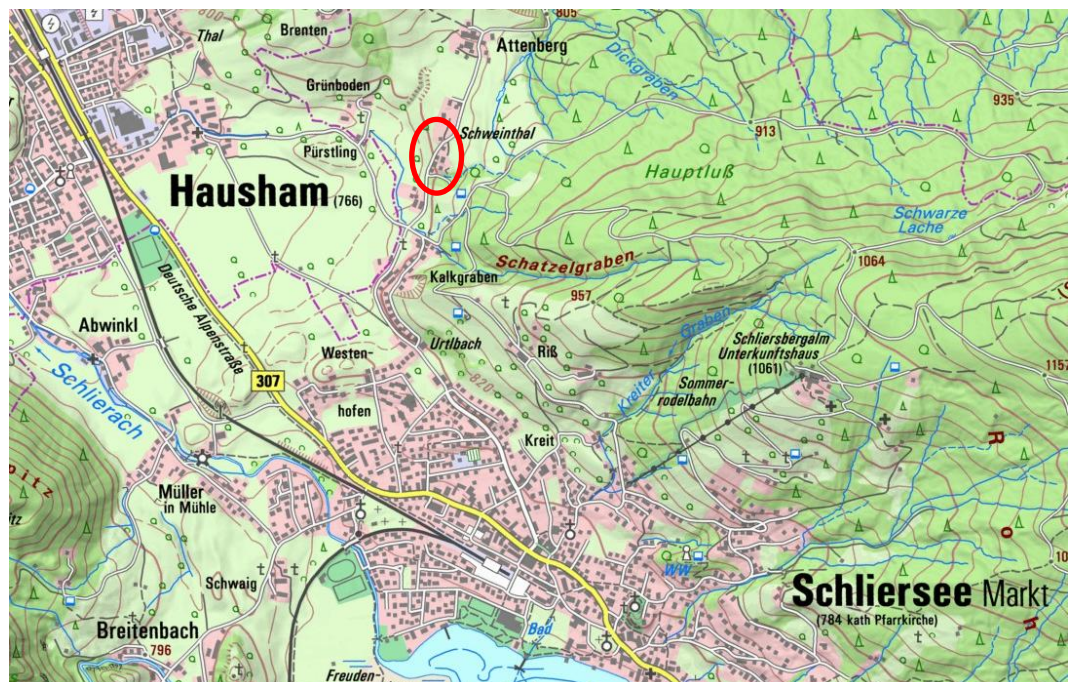 805
Thal
Brenten
Attenberg
Dickgraben
Grünboden
935
913
Schweinthal
Pürstling
Hauptluß
Hausham (766)
Schwarze
Lache
Schatzelgraben
1064
Kalkgraben
957
Deutsche Alpenstraße
Abwinkl
Urtlbach
Graben
Schliersbergalm
Unterkunftshaus
(1061)
Westen-
Riß
1157
Schlierach
307
820
Kreiter
Sommer-
rodelbahn
hofen
Kreit
R
o
h
Müller
in Mühle
Schwaig
WW
Schliersee Markt
(784 kath Pfarrkirche)
Breitenbach
796
Bad
Freuden-